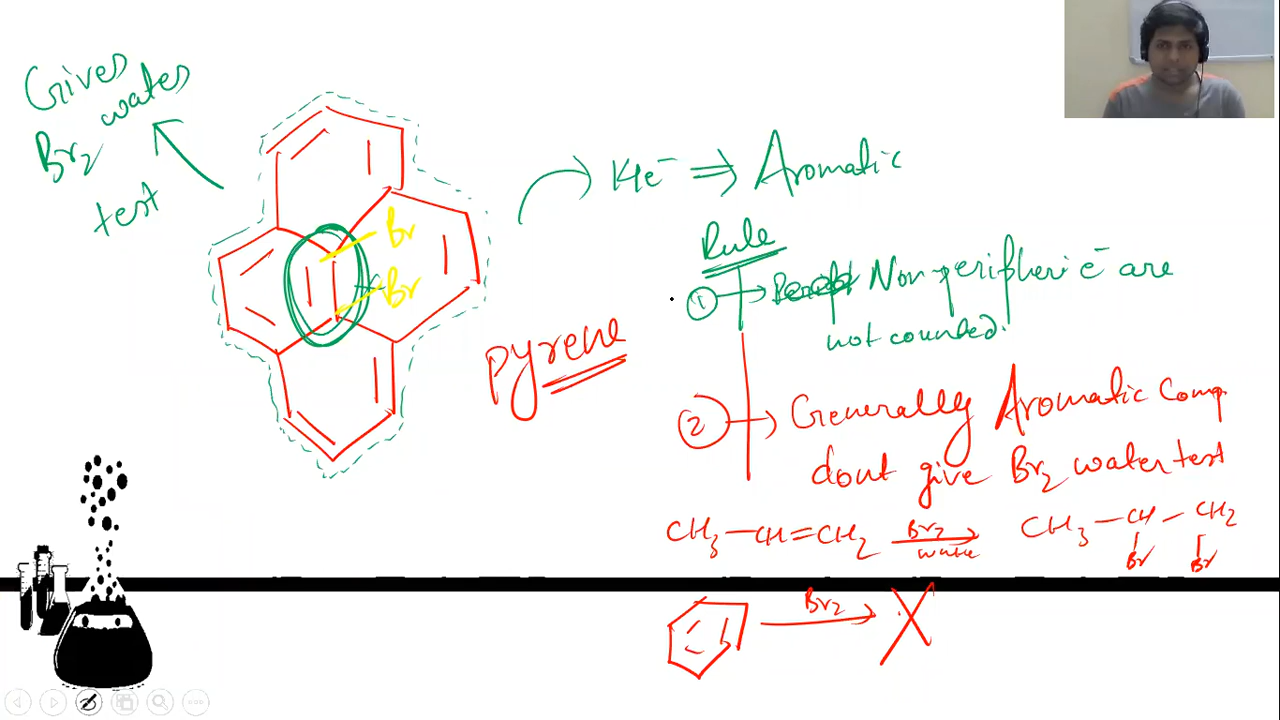 Gives
Br2 water
test
Br
Br
Pyrene
14e⁻ ⇒ Aromatic
Rule
① → Non-peripheric e⁻ are
not counted.
② → Generally Aromatic Comp
dont give Br2 water test
CH3—CH=CH2 Br2 water → CH3—CH—CH2
Br Br
Br2 → X